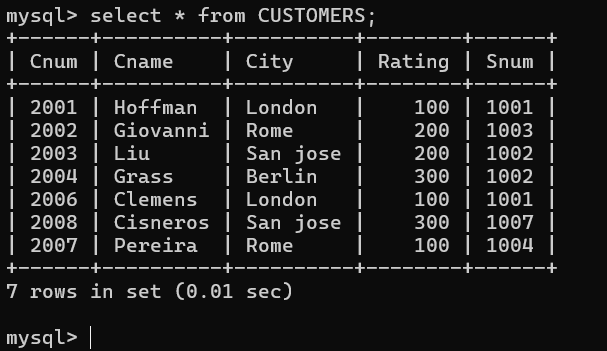 mysql> select * from CUSTOMERS;
+------+----------+----------+--------+------+
| Cnum | Cname    | City     | Rating | Snum |
+------+----------+----------+--------+------+
| 2001 | Hoffman  | London   |    100 | 1001 |
| 2002 | Giovanni | Rome     |    200 | 1003 |
| 2003 | Liu      | San jose |    200 | 1002 |
| 2004 | Grass    | Berlin   |    300 | 1002 |
| 2006 | Clemens  | London   |    100 | 1001 |
| 2008 | Cisneros | San jose |    300 | 1007 |
| 2007 | Pereira  | Rome     |    100 | 1004 |
+------+----------+----------+--------+------+
7 rows in set (0.01 sec)

mysql>